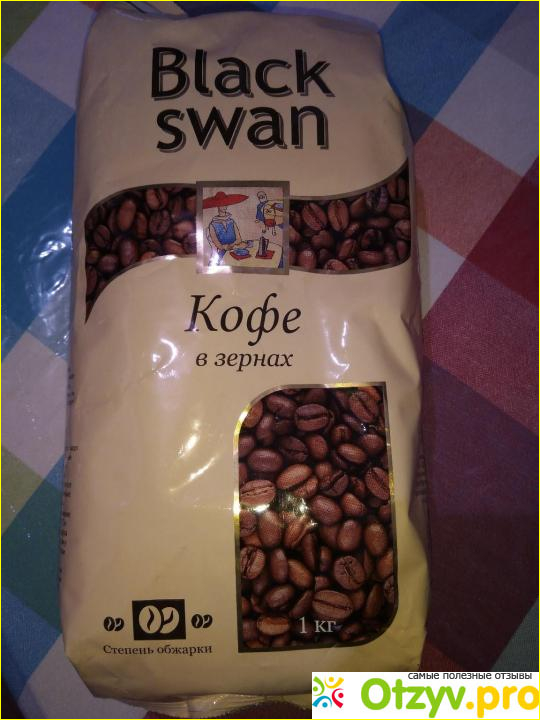 Black
swan
Кофе
в зернах
1 кг
Степень обжарки
самые полезные отзывы
Otzyv.pro